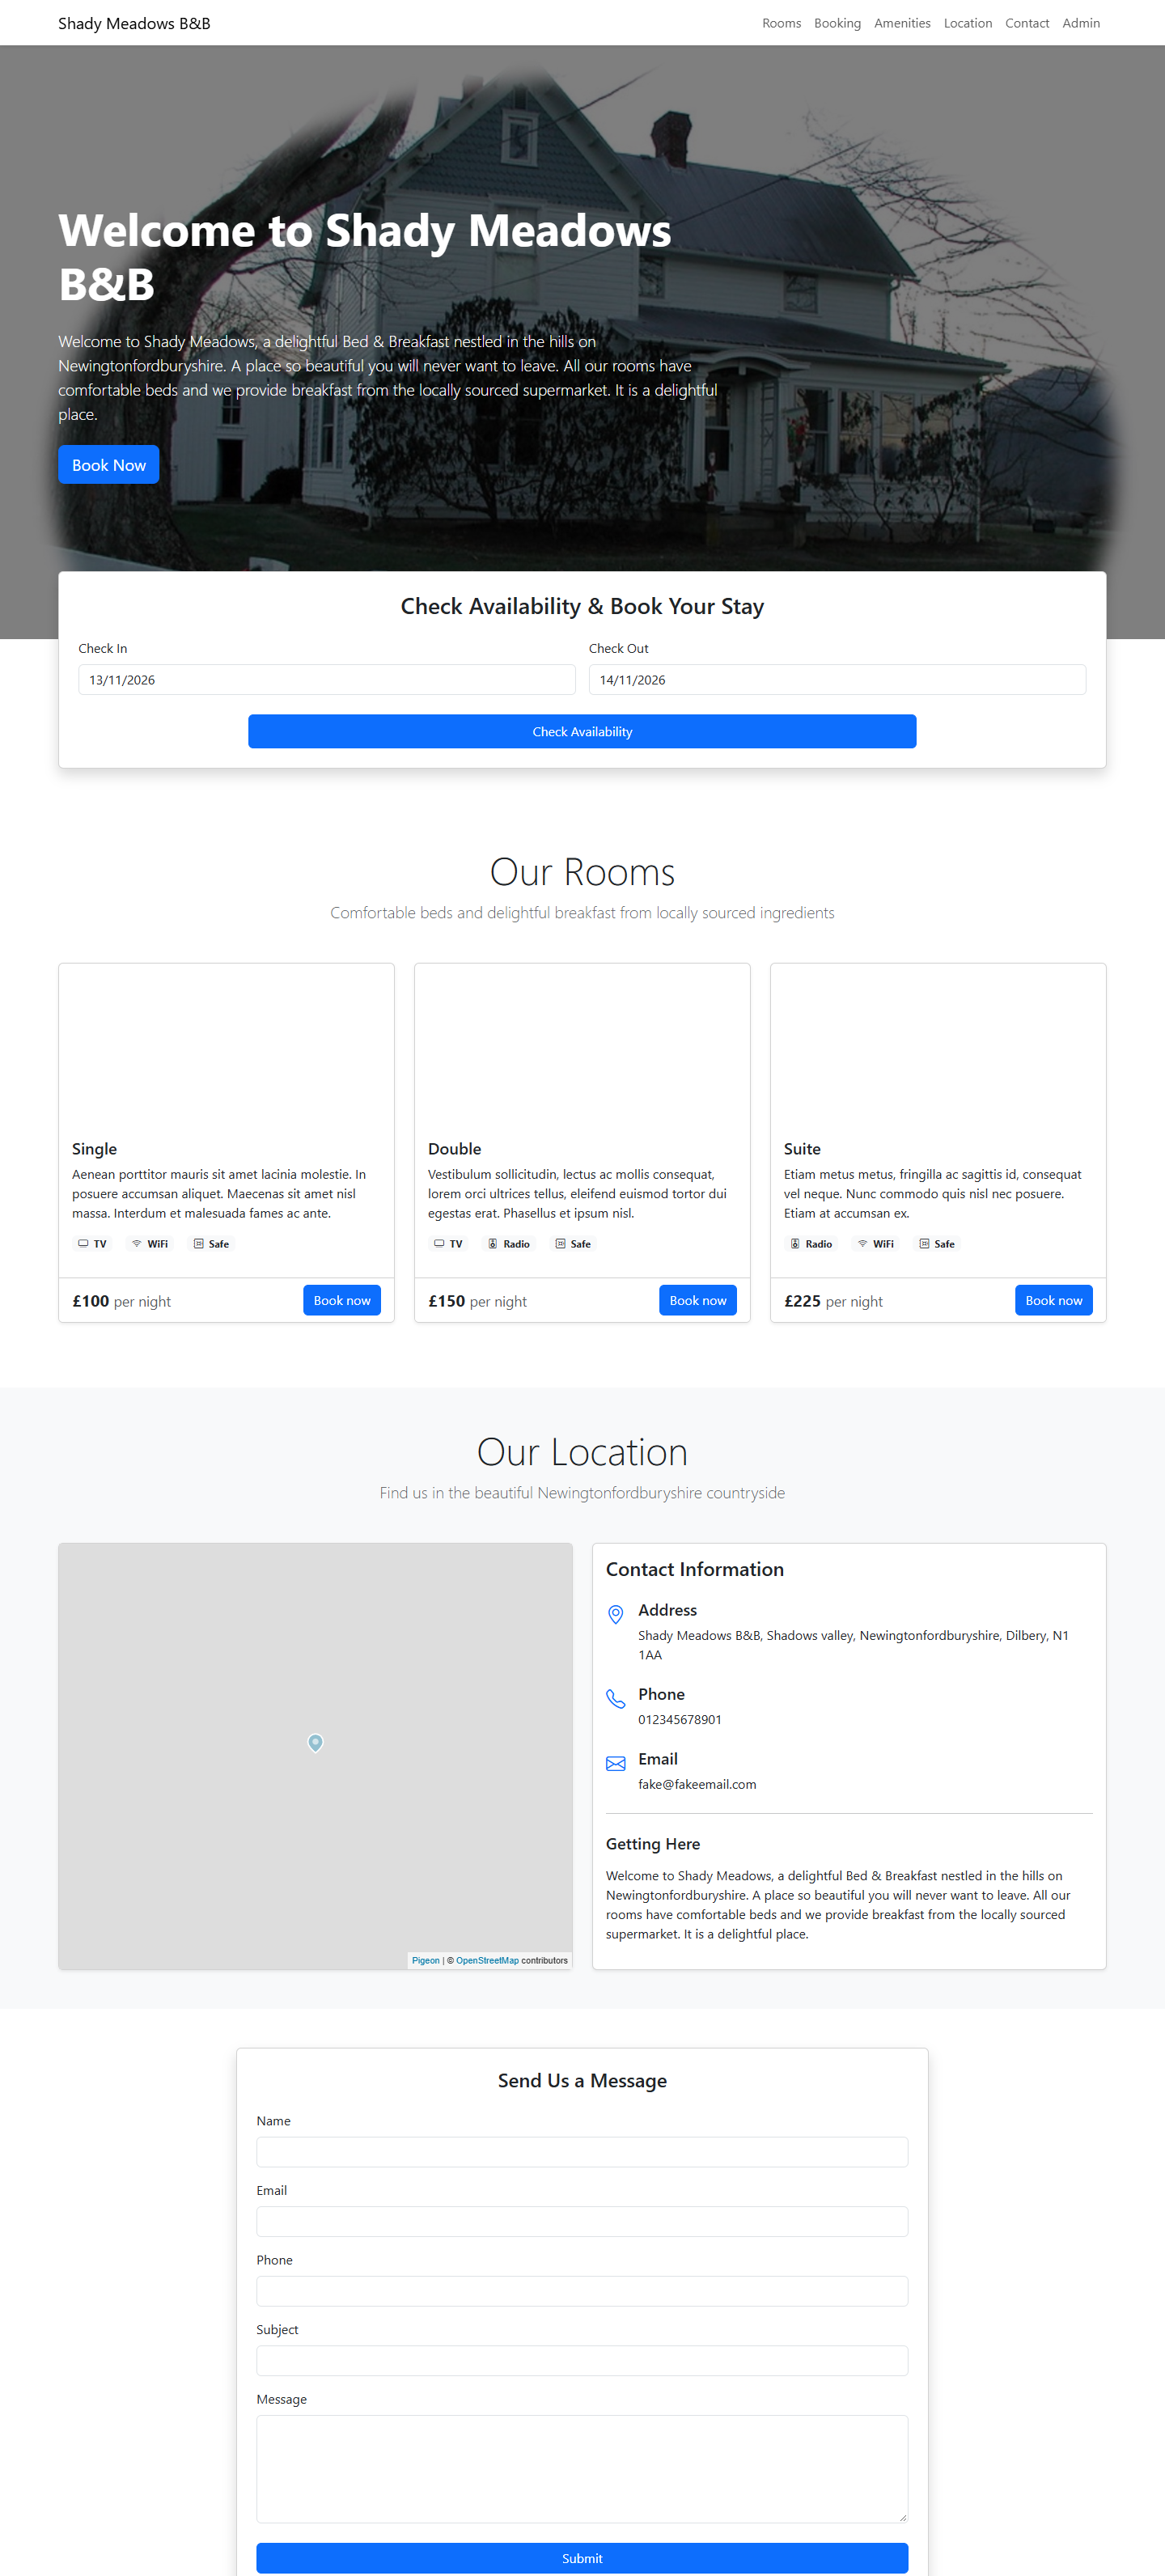 Shady Meadows B&B
Rooms Booking Amenities Location Contact Admin
Welcome to Shady Meadows
B&B
Welcome to Shady Meadows, a delightful Bed & Breakfast nestled in the hills on
Newingtonfordburyshire. A place so beautiful you will never want to leave. All our rooms have
comfortable beds and we provide breakfast from the locally sourced supermarket. It is a delightful
place.
Book Now
Check Availability & Book Your Stay
Check In
13/11/2026
Check Out
14/11/2026
Check Availability
Our Rooms
Comfortable beds and delightful breakfast from locally sourced ingredients
Single
Aenean porttitor mauris sit amet lacinia molestie. In
posuere accumsan aliquet. Maecenas sit amet nisl
massa. Interdum et malesuada fames ac ante.
TV WiFi Safe
£100 per night
Book now
Double
Vestibulum sollicitudin, lectus ac mollis consequat,
lorem orci ultrices tellus, eleifend euismod tortor dui
egestas erat. Phasellus et ipsum nisl.
TV Radio Safe
£150 per night
Book now
Suite
Etiam metus metus, fringilla ac sagittis id, consequat
vel neque. Nunc commodo quis nisl nec posuere.
Etiam at accumsan ex.
Radio WiFi Safe
£225 per night
Book now
Our Location
Find us in the beautiful Newingtonfordburyshire countryside
Pigeon | © OpenStreetMap contributors
Contact Information
Address
Shady Meadows B&B, Shadows valley, Newingtonfordburyshire, Dilbery, N1
1AA
Phone
012345678901
Email
fake@fakeemail.com
Getting Here
Welcome to Shady Meadows, a delightful Bed & Breakfast nestled in the hills on
Newingtonfordburyshire. A place so beautiful you will never want to leave. All our
rooms have comfortable beds and we provide breakfast from the locally sourced
supermarket. It is a delightful place.
Send Us a Message
Name
Email
Phone
Subject
Message
Submit